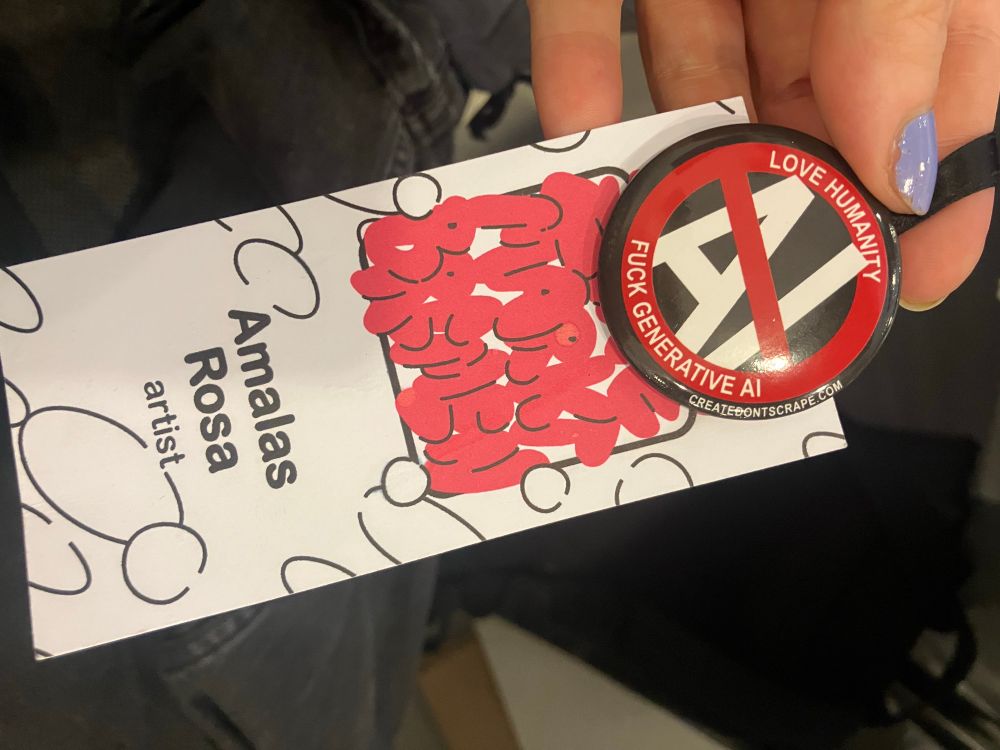 LOVE HUMANITY
AI
FUCK GENERATIVE AI
CREATEDONTSCRAPE.COM
Amalas
Rosa
artist